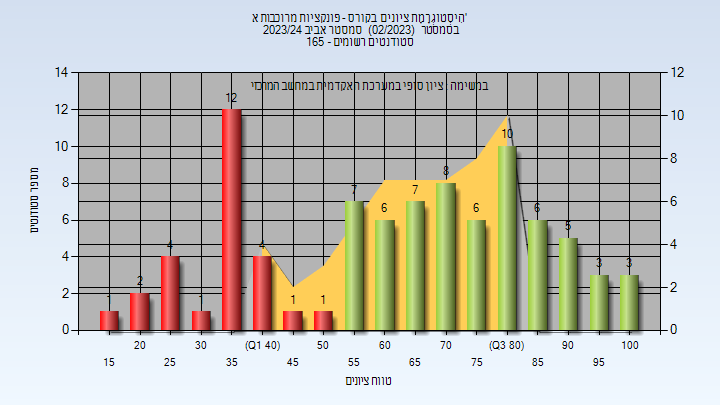 הִיסְטוֹגְרַמָּת ציונים בקורס - פונקציות מרוכבות א'
בסמסטר (02/2023) סמסטר אביב 2023/24
סטודנטים רשומים - 165
במשימה : ציון סופי במערכת האקדמית במחשב המרכזי
מספר סטודנטים
14 12 10 8 6 4 2 0
12 10 8 6 4 2 0
1 2 4 1 12 4 1 1 7 6 7 8 6 10 6 5 3 3
20 30 (Q1 40) 50 60 70 (Q3 80) 90 100
15 25 35 45 55 65 75 85 95
טווח ציונים